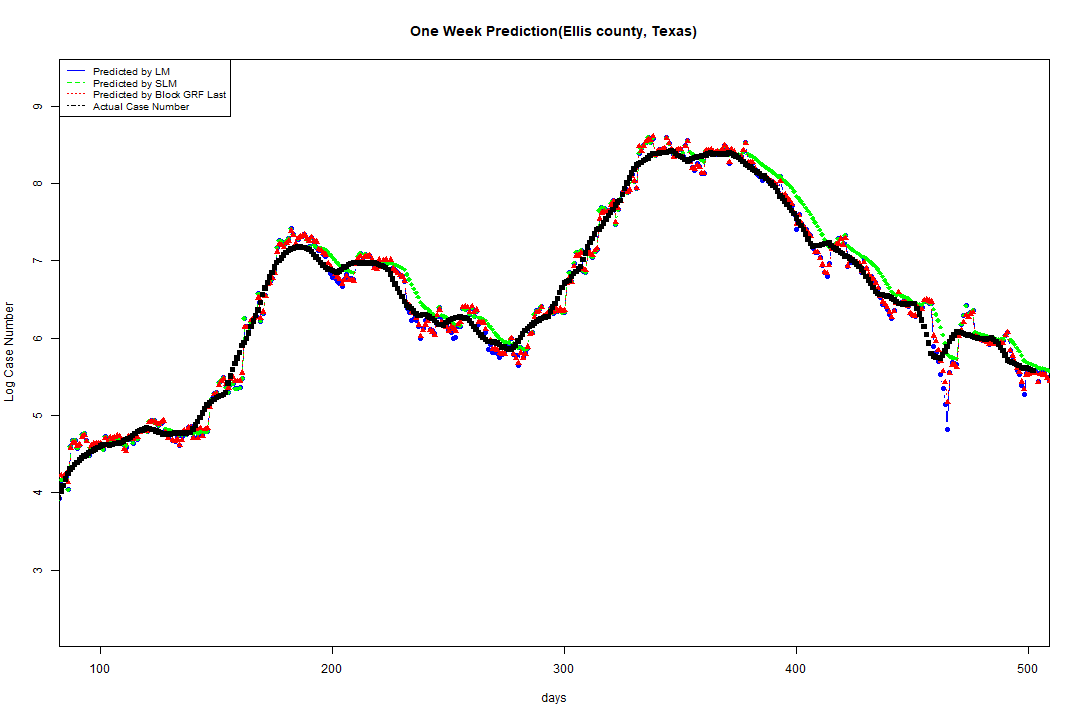 One Week Prediction(Ellis county, Texas)
Predicted by LM
Predicted by SLM
Predicted by Block GRF Last
Actual Case Number
9
8
7
6
5
4
3
Log Case Number
100 200 300 400 500
days